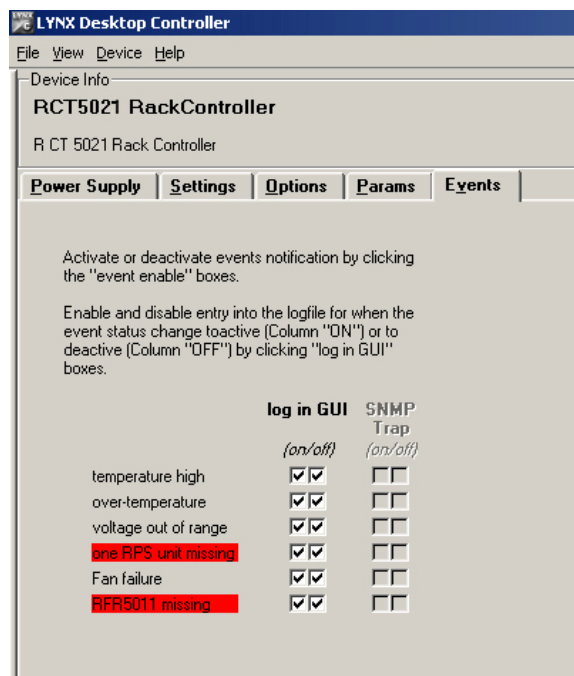 LYNX Desktop Controller
File View Device Help
Device Info
RCT5021 RackController
R CT 5021 Rack Controller
Power Supply Settings Options Params Events
Activate or deactivate events notification by clicking
the "event enable" boxes.
Enable and disable entry into the logfile for when the
event status change toactive (Column "ON") or to
deactive (Column "OFF") by clicking "log in GUI"
boxes.
log in GUI SNMP
Trap
(on/off) (on/off)
temperature high
over-temperature
voltage out of range
one RPS unit missing
Fan failure
RFR5011 missing